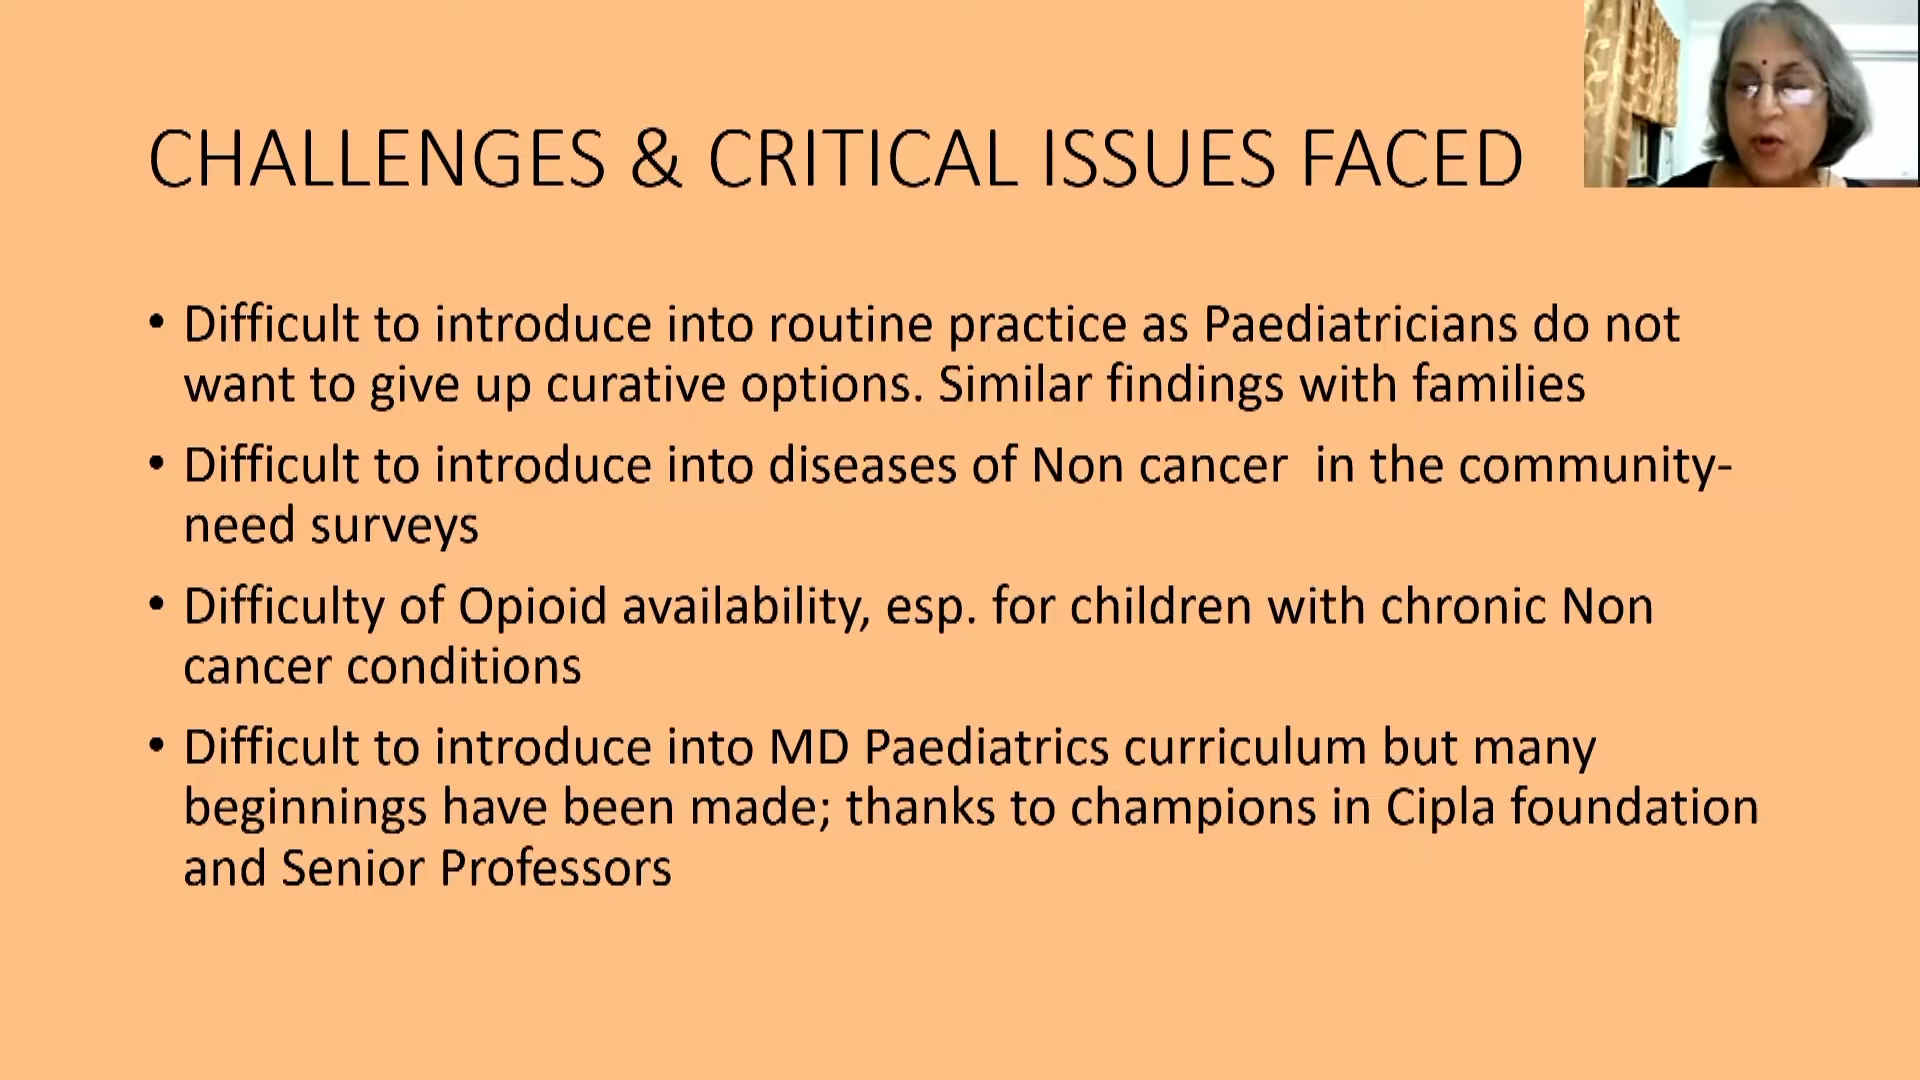 CHALLENGES & CRITICAL ISSUES FACED
• Difficult to introduce into routine practice as Paediatricians do not
want to give up curative options. Similar findings with families
• Difficult to introduce into diseases of Non cancer  in the community-
need surveys
• Difficulty of Opioid availability, esp. for children with chronic Non
cancer conditions
• Difficult to introduce into MD Paediatrics curriculum but many
beginnings have been made; thanks to champions in Cipla foundation
and Senior Professors